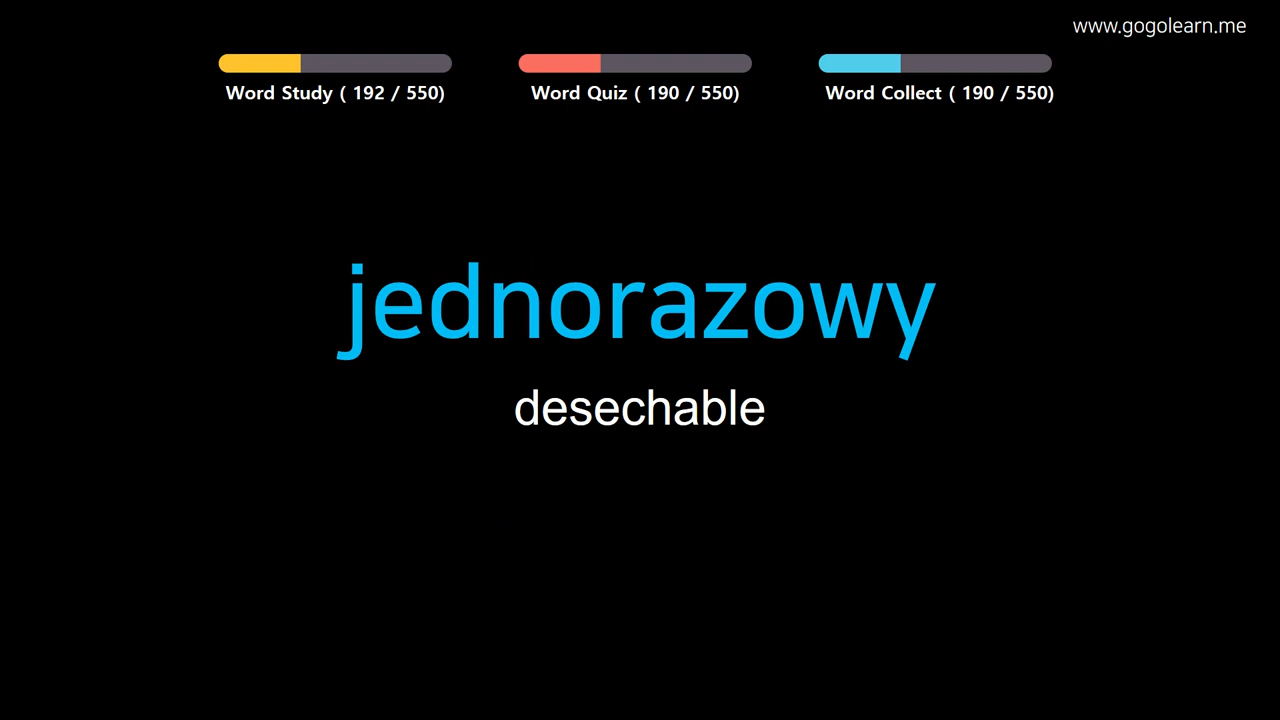 www.gogolearn.me
Word Study ( 192 / 550)
Word Quiz ( 190 / 550)
Word Collect ( 190 / 550)
jednorazowy
desechable